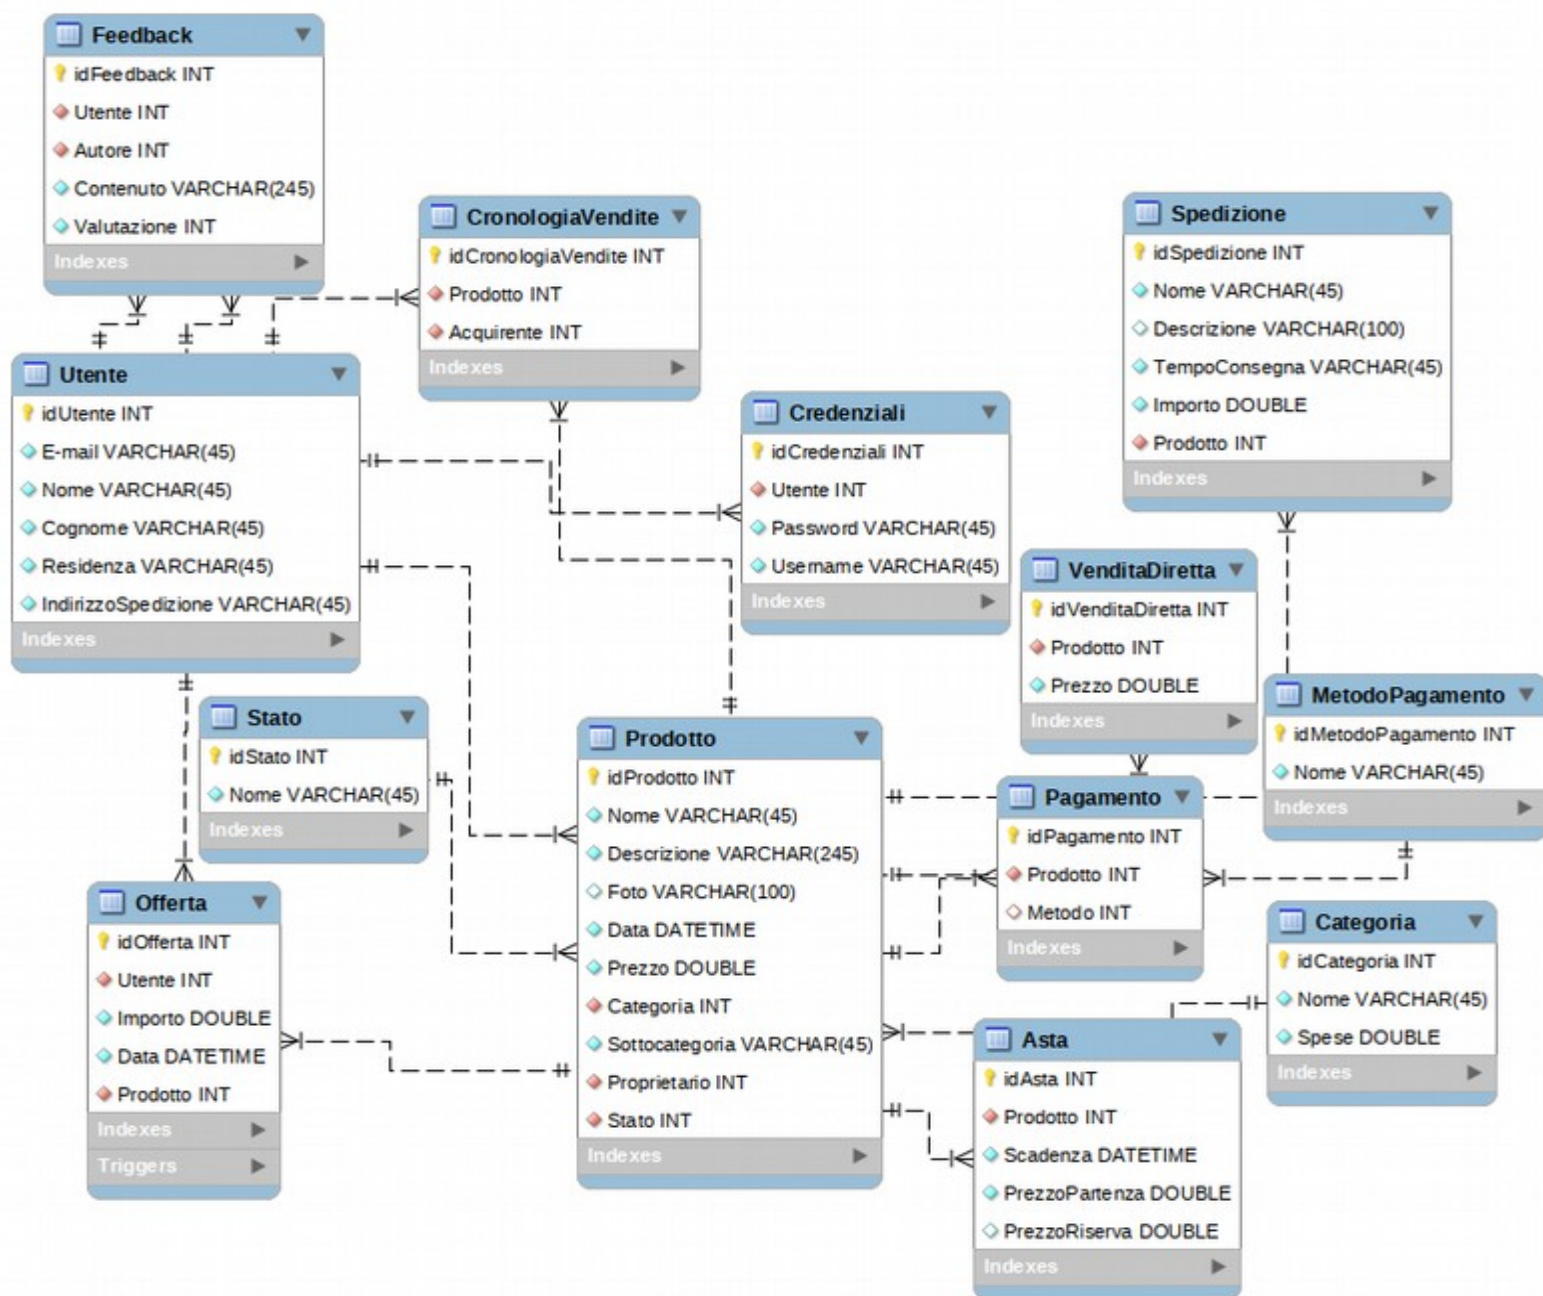 Feedback
idFeedback INT
Utente INT
Autore INT
Contenuto VARCHAR(245)
Valutazione INT
Indexes
CronologiaVendite
idCronologiaVendite INT
Prodotto INT
Acquirente INT
Indexes
Spedizione
idSpedizione INT
Nome VARCHAR(45)
Descrizione VARCHAR(100)
TempoConsegna VARCHAR(45)
Importo DOUBLE
Prodotto INT
Indexes
Utente
idUtente INT
E-mail VARCHAR(45)
Nome VARCHAR(45)
Cognome VARCHAR(45)
Residenza VARCHAR(45)
IndirizzoSpedizione VARCHAR(45)
Indexes
Credenziali
idCredenziali INT
Utente INT
Password VARCHAR(45)
Username VARCHAR(45)
Indexes
VenditaDiretta
idVenditaDiretta INT
Prodotto INT
Prezzo DOUBLE
Indexes
MetodoPagamento
idMetodoPagamento INT
Nome VARCHAR(45)
Indexes
Stato
idStato INT
Nome VARCHAR(45)
Indexes
Prodotto
idProdotto INT
Nome VARCHAR(45)
Descrizione VARCHAR(245)
Foto VARCHAR(100)
Data DATETIME
Prezzo DOUBLE
Categoria INT
Sottocategoria VARCHAR(45)
Proprietario INT
Stato INT
Indexes
Pagamento
idPagamento INT
Prodotto INT
Metodo INT
Indexes
Offerta
idOfferta INT
Utente INT
Importo DOUBLE
Data DATETIME
Prodotto INT
Indexes
Triggers
Categoria
idCategoria INT
Nome VARCHAR(45)
Spese DOUBLE
Indexes
Asta
idAsta INT
Prodotto INT
Scadenza DATETIME
PrezzoPartenza DOUBLE
PrezzoRiserva DOUBLE
Indexes